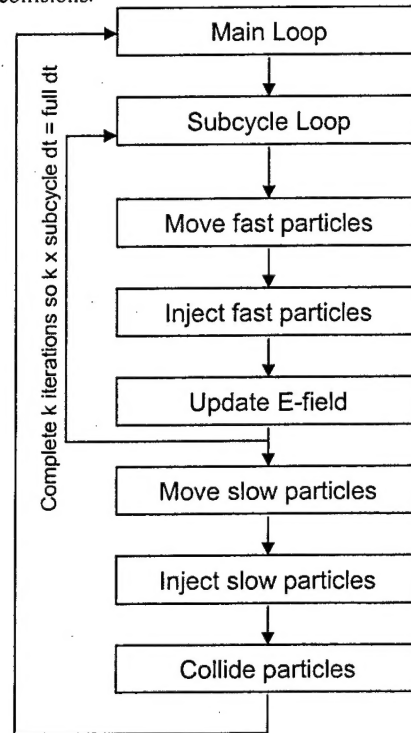 collisions.
Main Loop
Subcycle Loop
Move fast particles
Inject fast particles
Update E-field
Move slow particles
Inject slow particles
Collide particles
Complete k iterations so k x subcycle dt = full dt